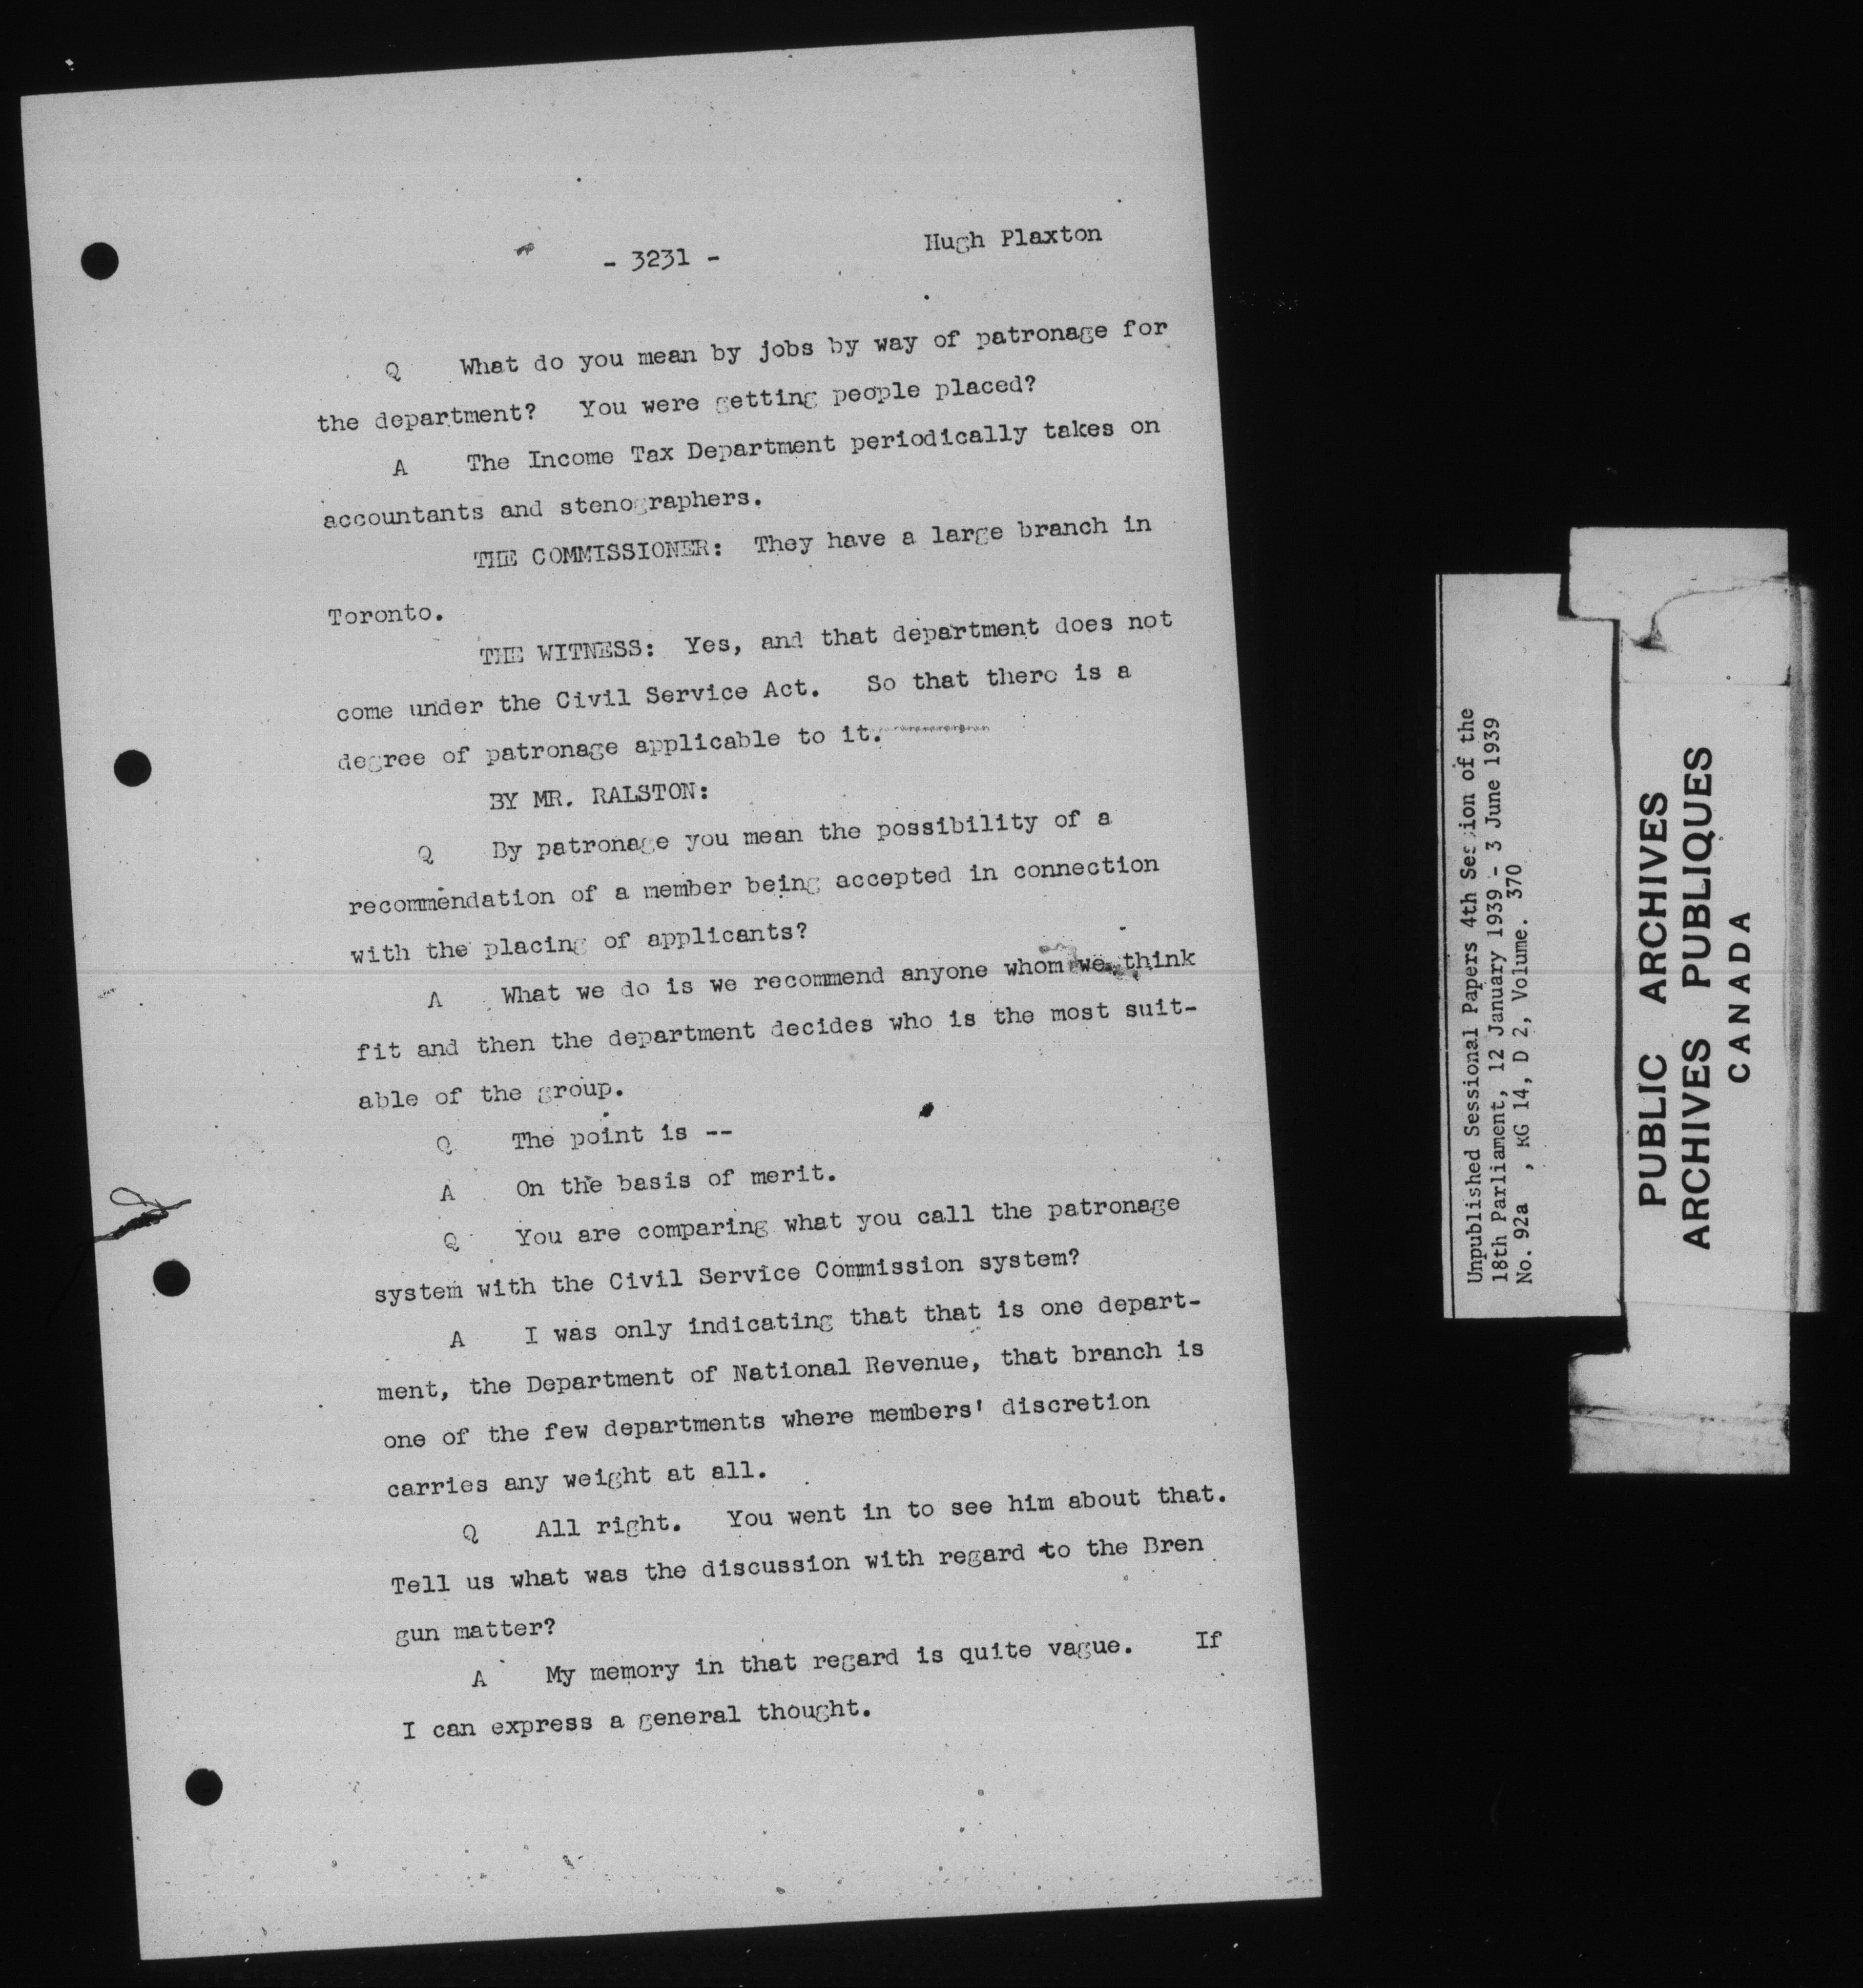 - 3231 -
Hugh Plaxton
Q What do you mean by jobs by way of patronage for
the department? You were getting people placed?
A The Income Tax Department periodically takes on
accountants and stenographers.
THE COMMISSIONER: They have a large branch in
Toronto.
THE WITNESS: Yes, and that department does not
come under the Civil Service Act. So that there is a
degree of patronage applicable to it.
BY MR. RALSTON:
Q By patronage you mean the possibility of a
recommendation of a member being accepted in connection
with the placing of applicants?
A What we do is we recommend anyone whom we think
fit and then the department decides who is the most suit-
able of the group.
Q The point is --
A On the basis of merit.
Q You are comparing what you call the patronage
system with the Civil Service Commission system?
A I was only indicating that that is one depart-
ment, the Department of National Revenue, that branch is
one of the few departments where members' discretion
carries any weight at all.
Q All right. You went in to see him about that.
Tell us what was the discussion with regard to the Bren
gun matter?
A My memory in that regard is quite vague. If
I can express a general thought.
Unpublished Sessional Papers 4th Session of the
18th Parliament, 12 January 1939 - 3 June 1939
No. 92a , RG 14, D 2, Volume. 370
PUBLIC ARCHIVES
ARCHIVES PUBLIQUES
CANADA